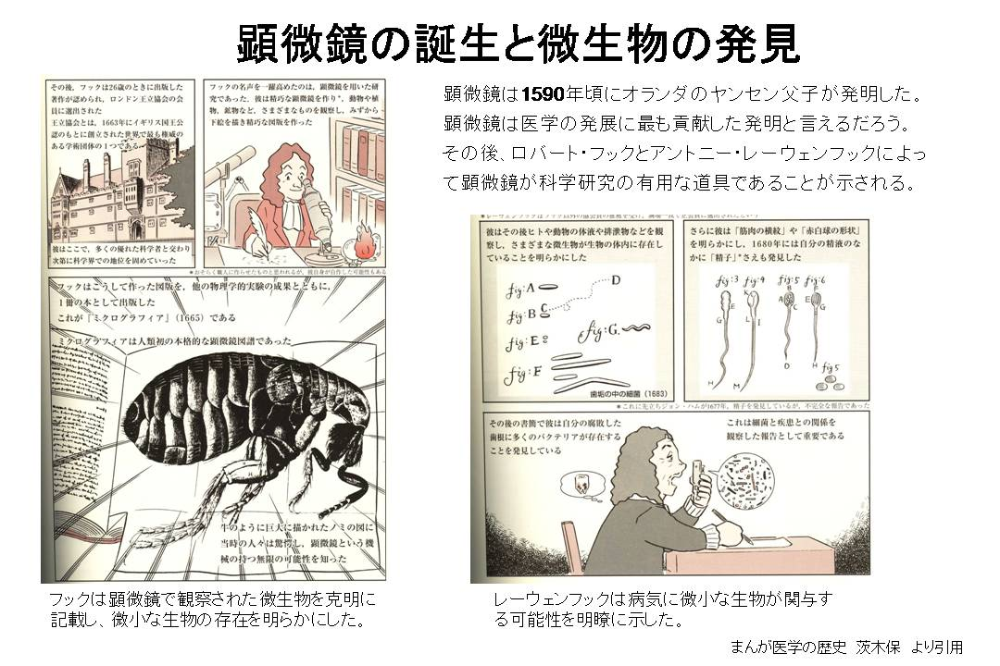 顕微鏡の誕生と微生物の発見
その後，フックは26歳のときに出版した
著作が認められ，ロンドン王立協会の会
員に選出された
王立協会とは，1663年にイギリス国王公
認のもとに創立された世界で最も権威の
ある学術団体の１つである
彼はここで，多くの優れた科学者と交わり
次第に科学界での地位を固めていった
フックの名声を一躍高めたのは，顕微鏡を用いた研
究であった．彼は精巧な顕微鏡を作り*，動物や植
物，鉱物など，さまざまなものを観察し，みずから
下絵を描き精巧な図版を作った
＊おそらく職人に作らせたものと思われるが，彼自身が自作した可能性もある
フックはこうして作った図版を，他の物理学的実験の成果とともに，
１冊の本として出版した
これが「ミクログラフィア」（1665）である
ミクログラフィアは人類初の本格的な顕微鏡図譜であった
牛のように巨大に描かれたノミの図に
当時の人々は驚愕し，顕微鏡という機
械の持つ無限の可能性を知った
フックは顕微鏡で観察された微生物を克明に
記載し、微小な生物の存在を明らかにした。
顕微鏡は1590年頃にオランダのヤンセン父子が発明した。
顕微鏡は医学の発展に最も貢献した発明と言えるだろう。
その後、ロバート・フックとアントニー・レーウェンフックによっ
て顕微鏡が科学研究の有用な道具であることが示される。
彼はその後ヒトや動物の体液や排泄物などを観
察し，さまざまな微生物が生物の体内に存在し
ていることを明らかにした
fig:A
D
fig:B
C
fig:G.
fig:E
fig:F
歯垢の中の細菌（1683）
さらに彼は「筋肉の横紋」や「赤白球の形状」
を明らかにし，1680年には自分の精液のな
かに「精子」*さえも発見した
fig:3 fig:4 fig:5 fig:6
fig5
＊これに先立ちジョン・ハムが1677年，精子を発見しているが，不完全な報告であった
その後の書簡で彼は自分の腐敗した
歯根に多くのバクテリアが存在する
ことを発見している
これは細菌と疾患との関係を
観察した報告として重要である
レーウェンフックは病気に微小な生物が関与す
る可能性を明瞭に示した。
まんが医学の歴史　茨木保　より引用